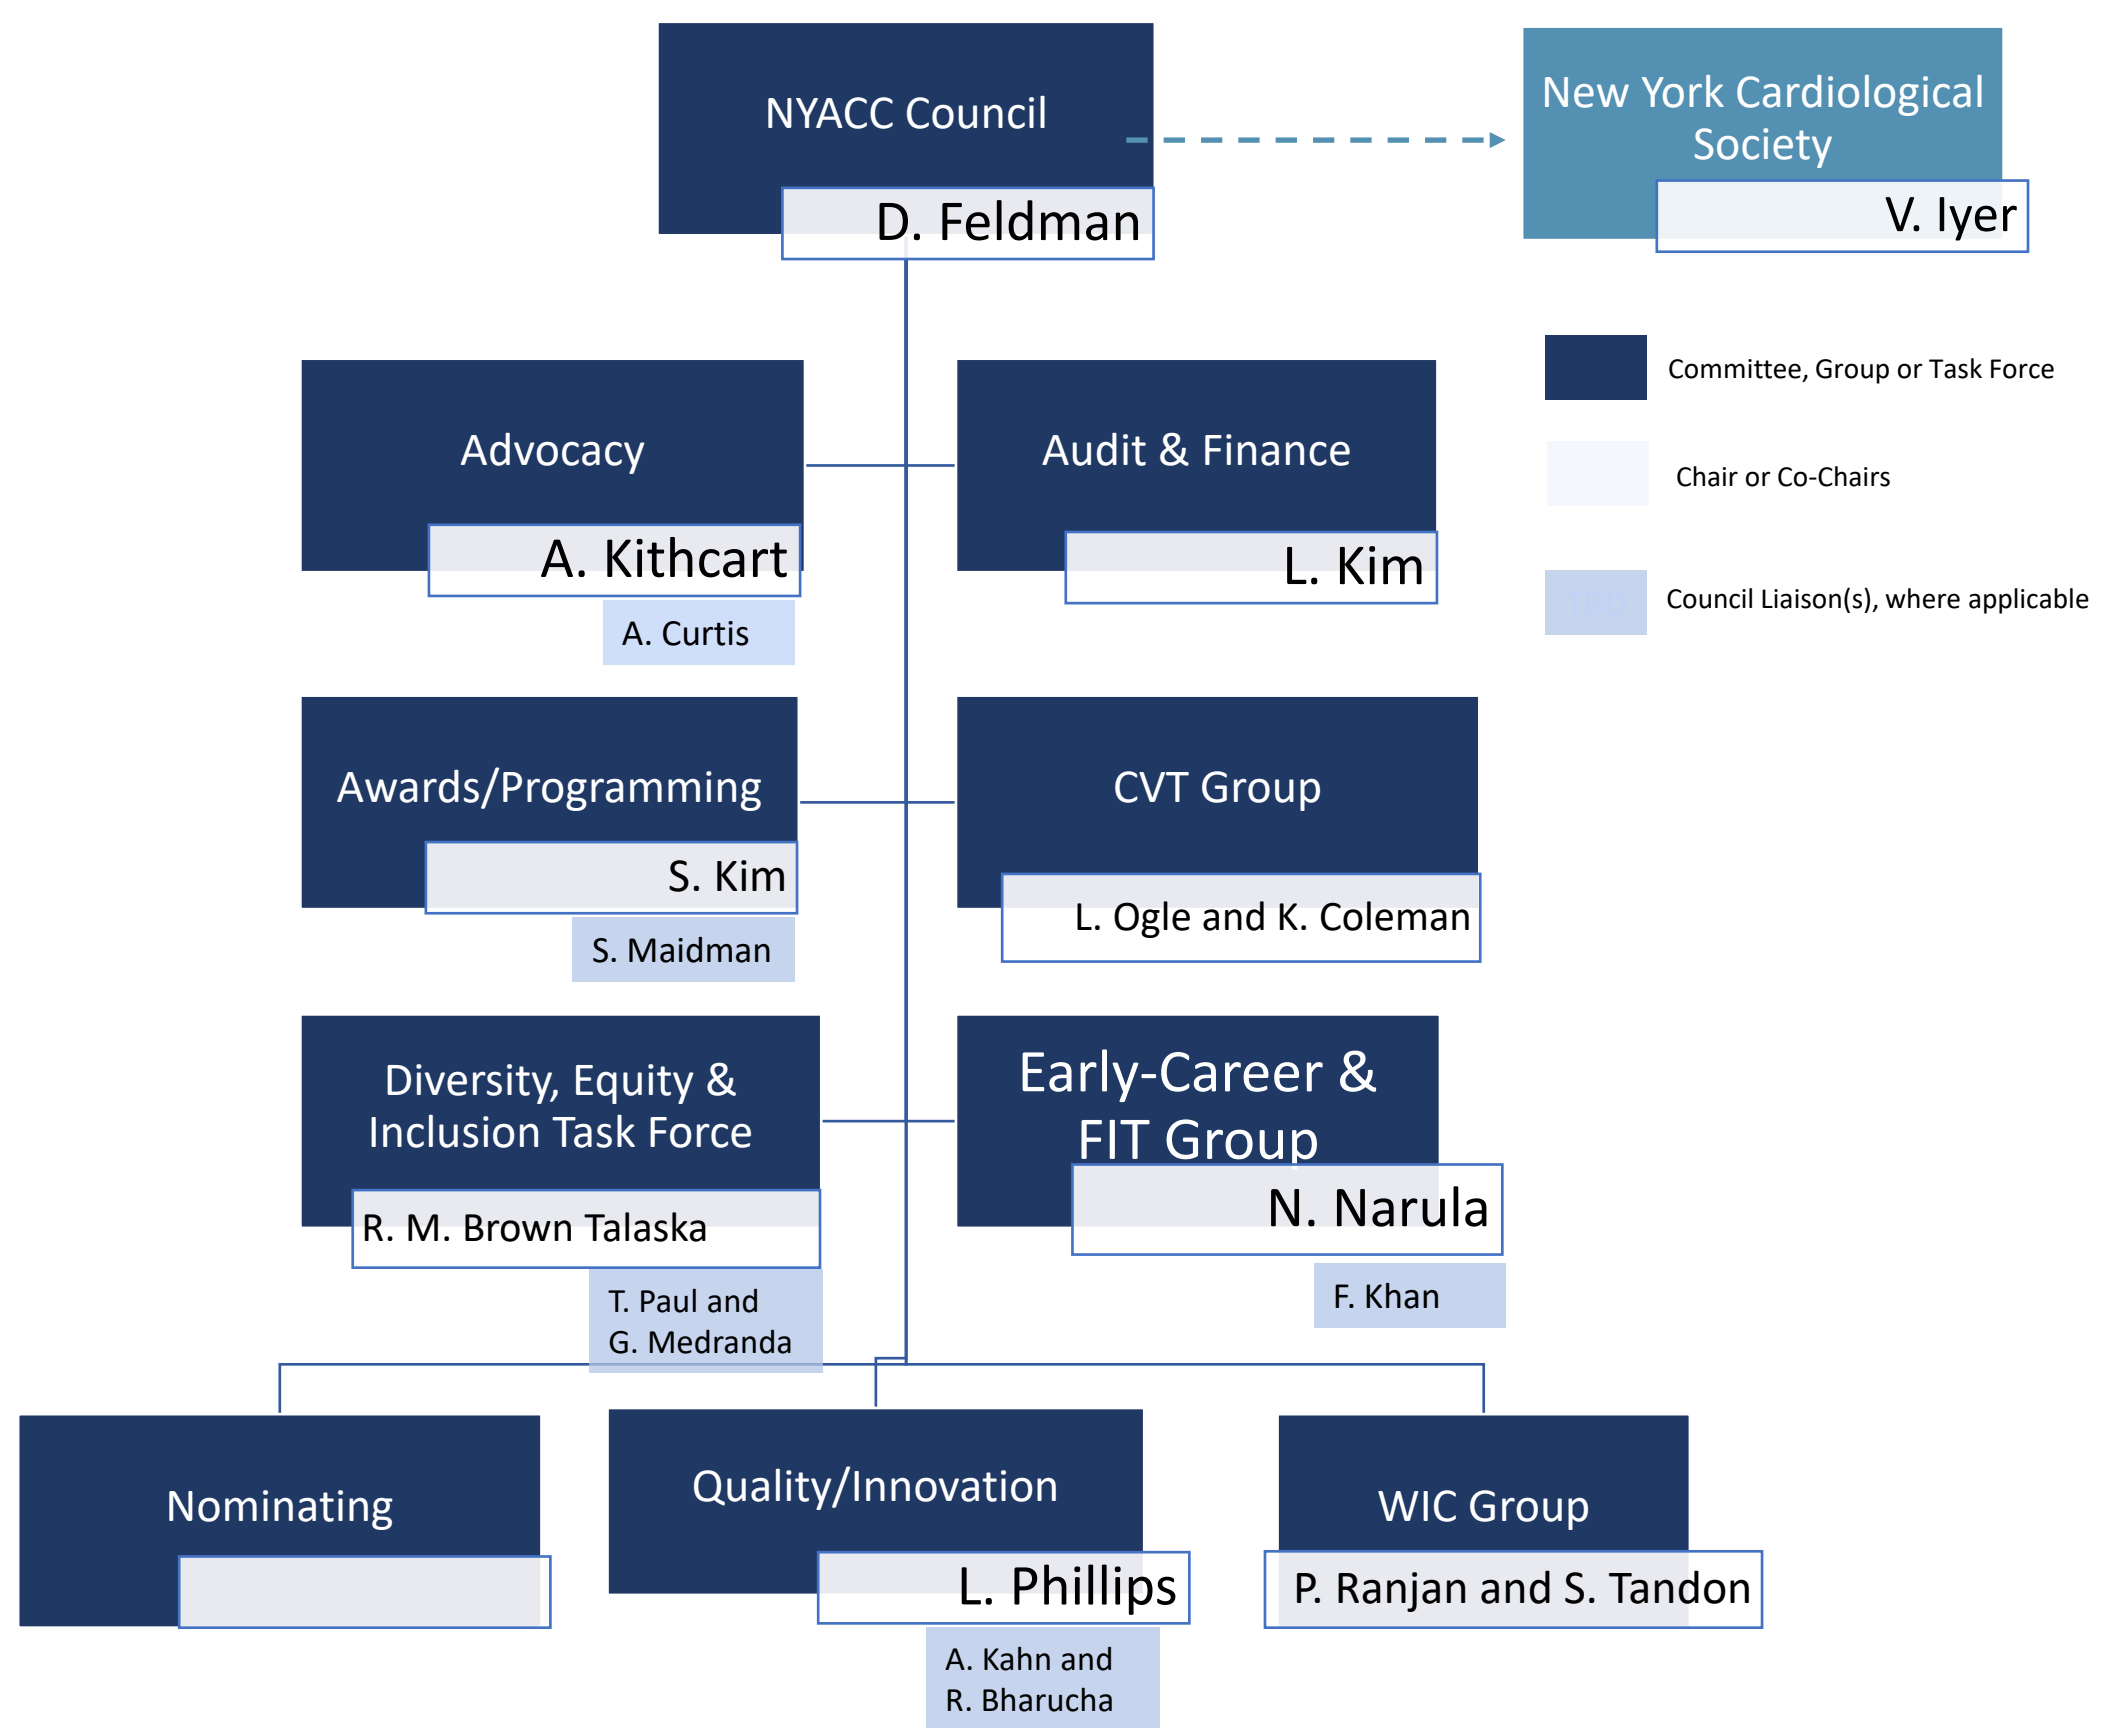 NYACC Council
D. Feldman
New York Cardiological
Society
V. Iyer
Committee, Group or Task Force
Chair or Co-Chairs
TBD
Council Liaison(s), where applicable
Advocacy
A. Kithcart
A. Curtis
Audit & Finance
L. Kim
Awards/Programming
S. Kim
S. Maidman
CVT Group
L. Ogle and K. Coleman
Diversity, Equity &
Inclusion Task Force
R. M. Brown Talaska
T. Paul and
G. Medranda
Early-Career &
FIT Group
N. Narula
F. Khan
Nominating
Quality/Innovation
L. Phillips
A. Kahn and
R. Bharucha
WIC Group
P. Ranjan and S. Tandon